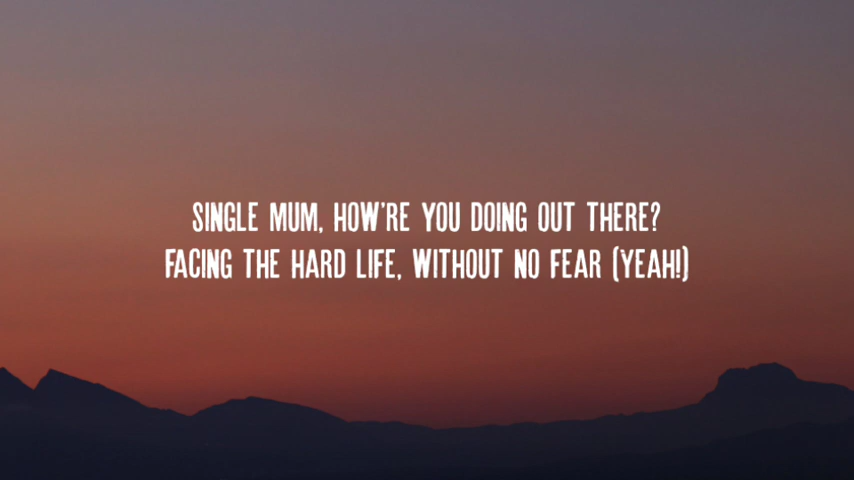 SINGLE MUM, HOW'RE YOU DOING OUT THERE?
FACING THE HARD LIFE, WITHOUT NO FEAR (YEAH!)